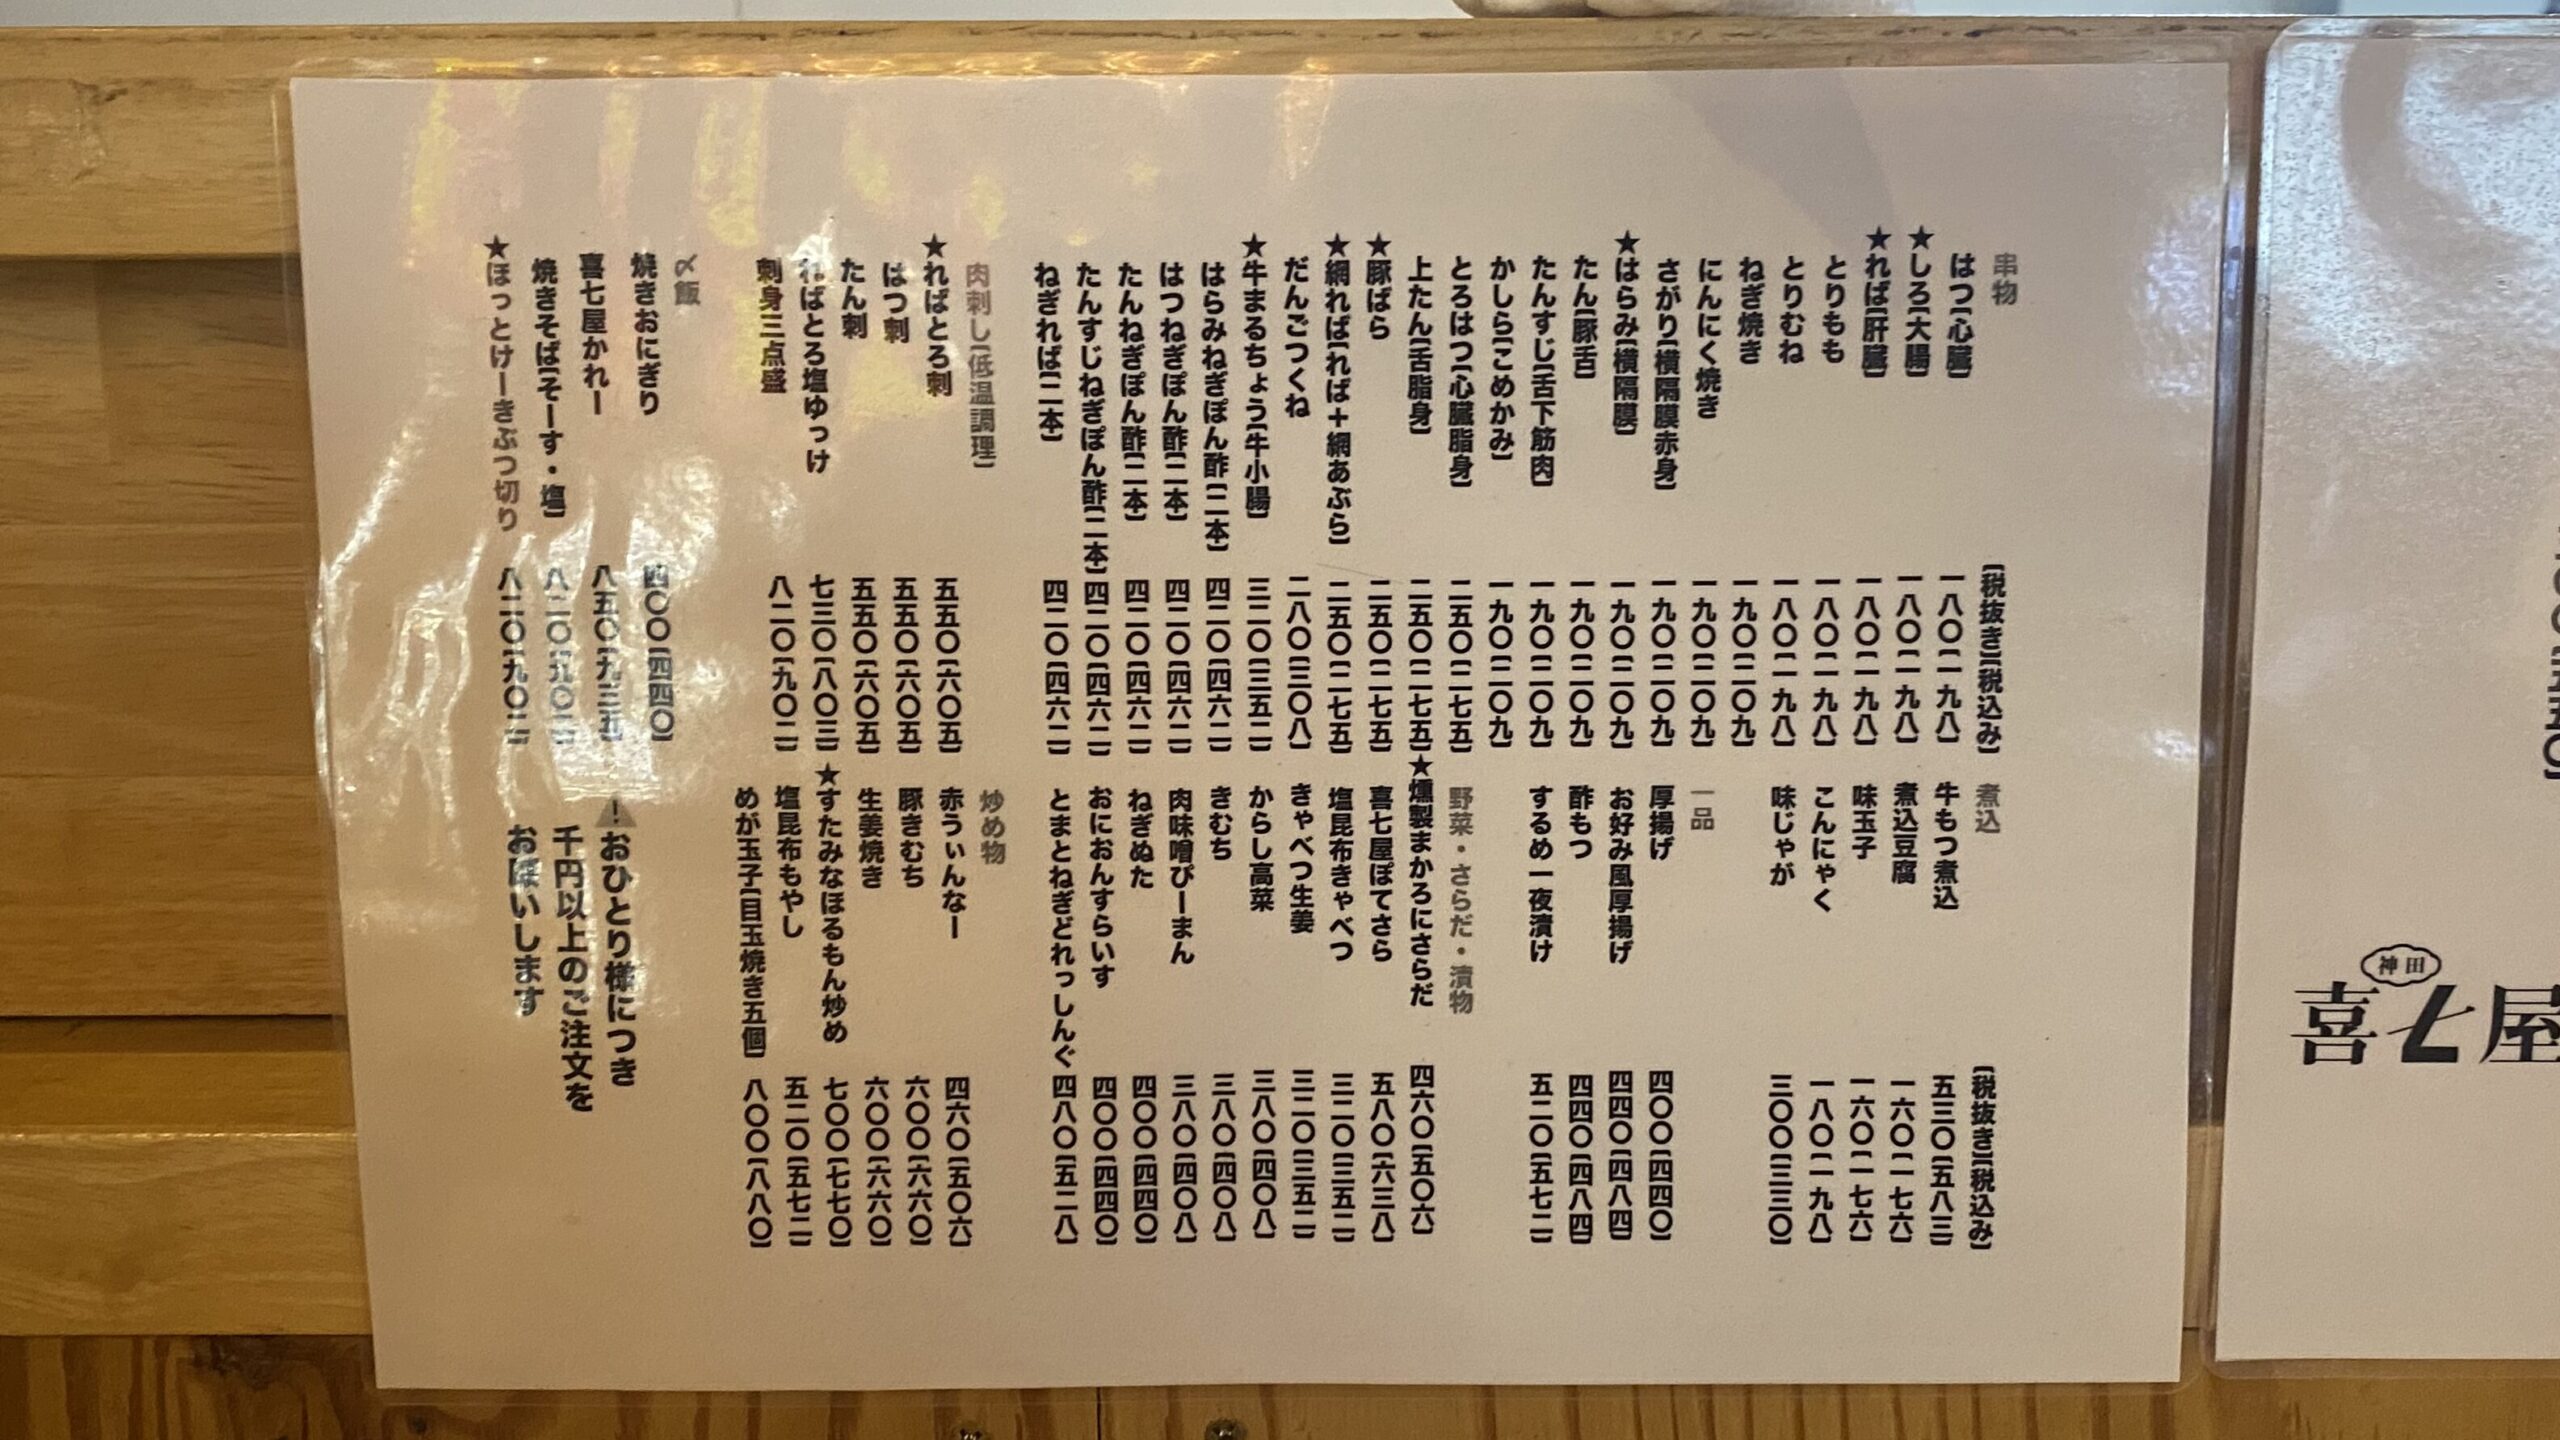 串物 [税抜き][税込み]
はつ[心臓] 一八〇[一九八]
★しろ[大腸] 一八〇[一九八]
★れば[肝臓] 一八〇[一九八]
とりもも 一八〇[一九八]
とりむね 一八〇[一九八]
ねぎ焼き 一九〇[二〇九]
にんにく焼き 一九〇[二〇九]
さがり[横隔膜赤身] 一九〇[二〇九]
★はらみ[横隔膜] 一九〇[二〇九]
たん[豚舌] 一九〇[二〇九]
たんすじ[舌下筋肉] 一九〇[二〇九]
かしら[こめかみ] 一九〇[二〇九]
とろはつ[心臓脂身] 二五〇[二七五]
上たん[舌脂身] 二五〇[二七五]
★豚ばら 二五〇[二七五]
★網れば[れば+網あぶら] 二五〇[二七五]
だんごつくね 二八〇[三〇八]
★牛まるちょう[牛小腸] 三二〇[三五二]
はらみねぎぽん酢[二本] 四二〇[四六二]
はつねぎぽん酢[二本] 四二〇[四六二]
たんねぎぽん酢[二本] 四二〇[四六二]
たんすじねぎぽん酢[二本] 四二〇[四六二]
ねぎれば[二本] 四二〇[四六二]
肉刺し[低温調理]
★ればとろ刺 五五〇[六〇五]
はつ刺 五五〇[六〇五]
たん刺 五五〇[六〇五]
ればとろ塩ゆっけ 七三〇[八〇三]
刺身三点盛 八二〇[九〇二]
〆飯
焼きおにぎり 四〇〇[四四〇]
喜七屋かれー 八五〇[九三五]
焼きそば[そーす・塩] 八二〇[九〇二]
★ほっとけーきぶつ切り 八二〇[九〇二]
煮込 [税抜き][税込み]
牛もつ煮込 五三〇[五八三]
煮込豆腐 一六〇[一七六]
味玉子 一六〇[一七六]
こんにゃく 一八〇[一九八]
味じゃが 三〇〇[三三〇]
一品
厚揚げ 四〇〇[四四〇]
お好み風厚揚げ 四四〇[四八四]
酢もつ 四四〇[四八四]
するめ一夜漬け 五二〇[五七二]
野菜・さらだ・漬物
★燻製まかろにさらだ 四六〇[五〇六]
喜七屋ぽてさら 五八〇[六三八]
塩昆布きゃべつ 三二〇[三五二]
きゃべつ生姜 三二〇[三五二]
からし高菜 三八〇[四〇八]
きむち 三八〇[四〇八]
肉味噌ぴーまん 三八〇[四〇八]
ねぎぬた 四〇〇[四四〇]
おにおんすらいす 四〇〇[四四〇]
とまとねぎどれっしんぐ 四八〇[五二八]
炒め物
赤うぃんなー 四六〇[五〇六]
豚きむち 六〇〇[六六〇]
生姜焼き 六〇〇[六六〇]
★すたみなほるもん炒め 七〇〇[七七〇]
塩昆布もやし 五二〇[五七二]
めが玉子[目玉焼き五個] 八〇〇[八八〇]
おひとり様につき
千円以上のご注文を
おねがいします
神田
喜七屋